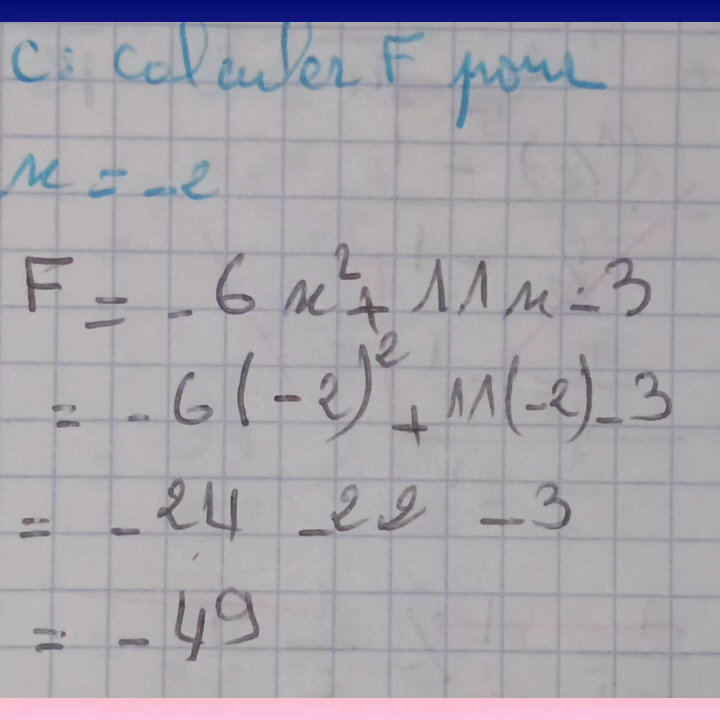 c: calculer F pour
x = -2
F = -6x² + 11x - 3
= -6(-2)² + 11(-2) - 3
= -24 -22 -3
= -49